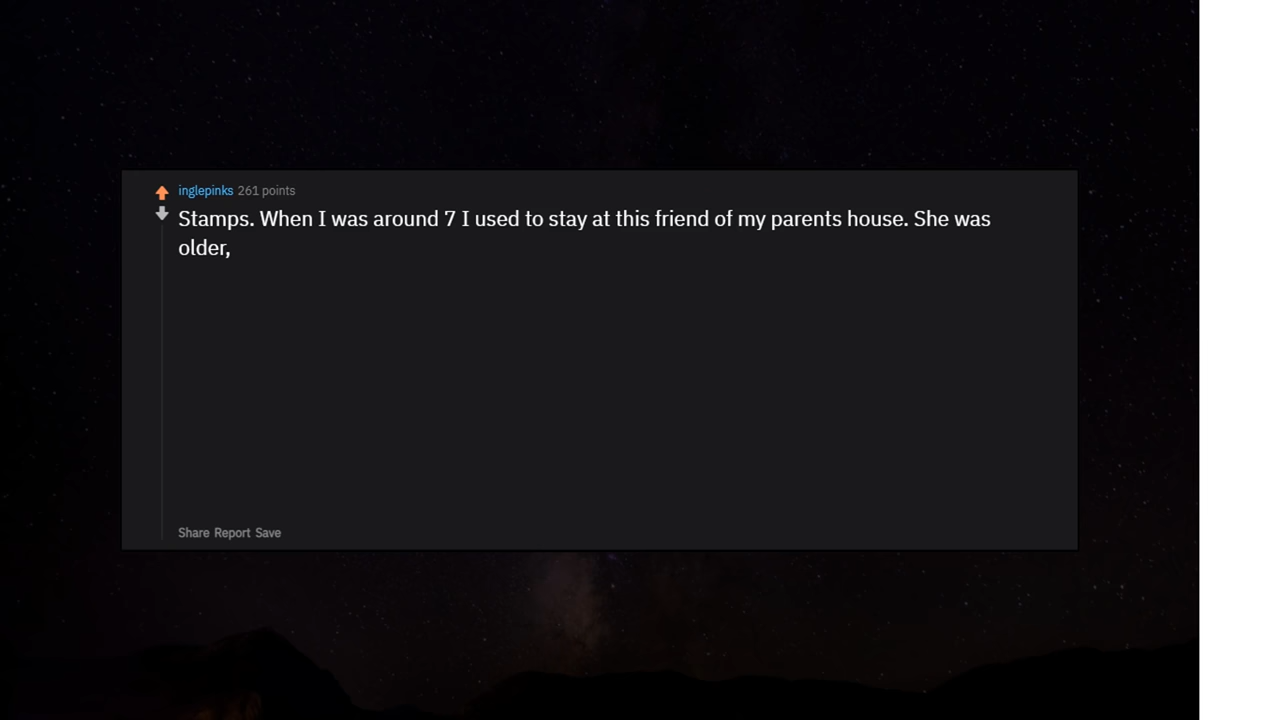 inglepinks 261 points
Stamps. When I was around 7 I used to stay at this friend of my parents house. She was
older,
Share Report Save